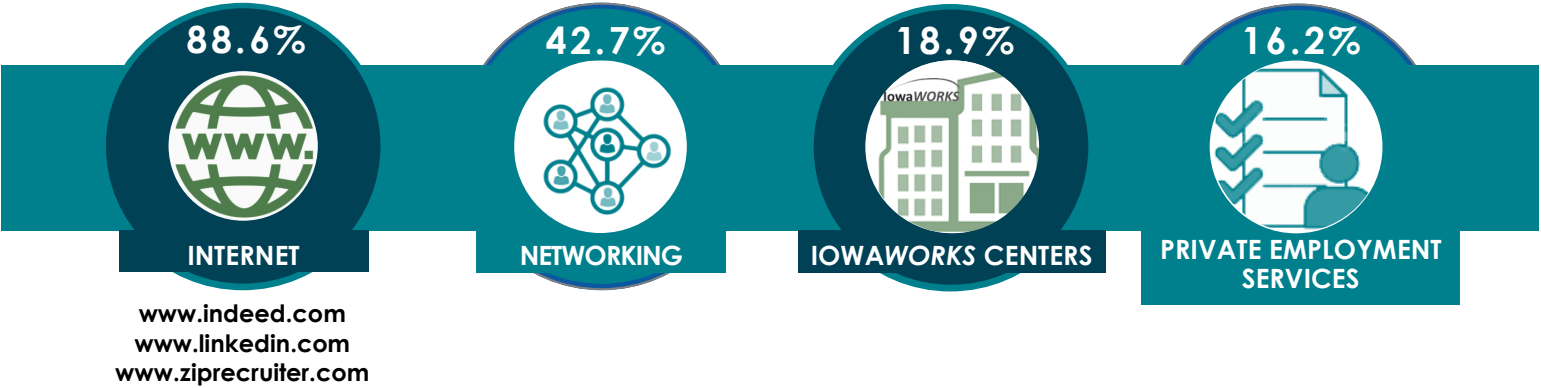 88.6%
www.
INTERNET
www.indeed.com
www.linkedin.com
www.ziprecruiter.com
42.7%
NETWORKING
18.9%
IowaWORKS
IOWAWORKS CENTERS
16.2%
PRIVATE EMPLOYMENT
SERVICES